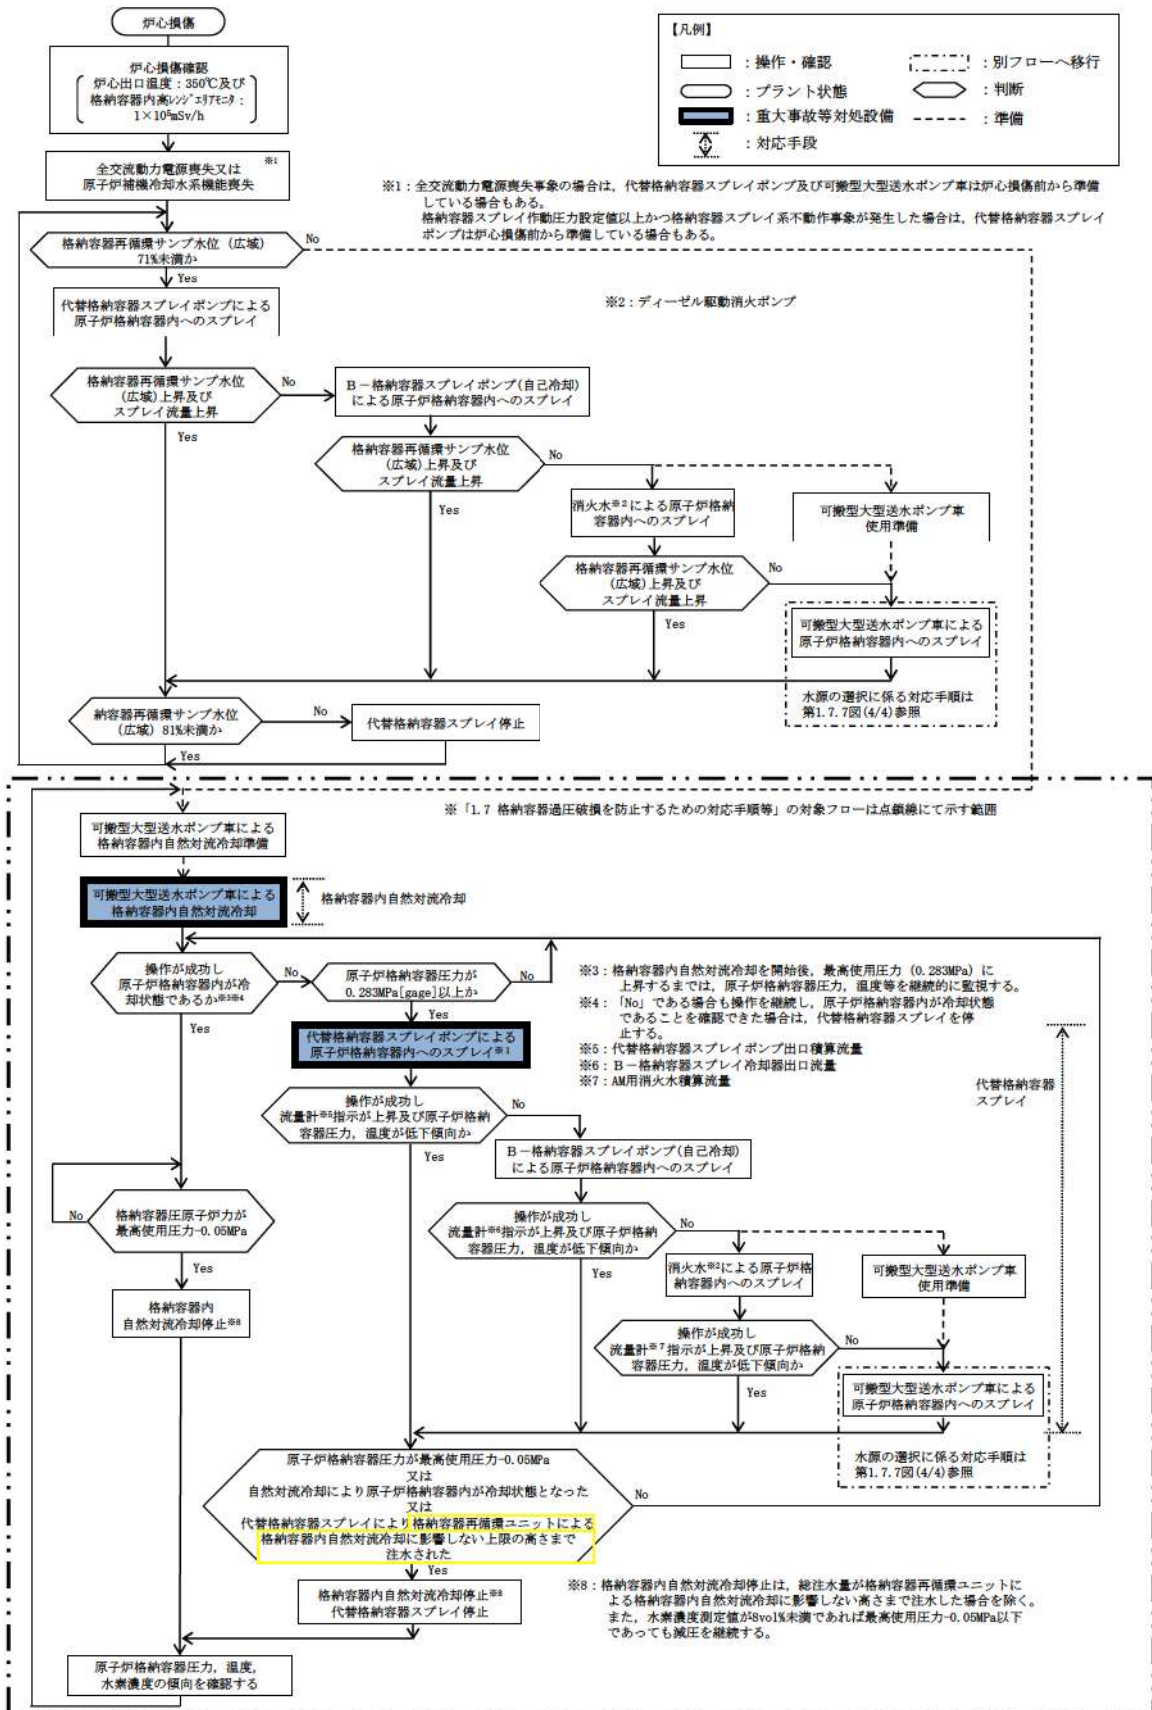 炉心損傷
【凡例】
：操作・確認
：別フローへ移行
：プラント状態
：判断
：重大事故等対処設備
：準備
：対応手段
炉心損傷確認
炉心出口温度：350℃及び
格納容器内高ﾚﾝｼﾞｴﾘｱﾓﾆﾀ：
1×10⁵mSv/h
※1
全交流動力電源喪失又は
原子炉補機冷却水系機能喪失
※1：全交流動力電源喪失事象の場合は，代替格納容器スプレイポンプ及び可搬型大型送水ポンプ車は炉心損傷前から準備
している場合もある。
格納容器スプレイ作動圧力設定値以上かつ格納容器スプレイ系不動作事象が発生した場合は，代替格納容器スプレイ
ポンプは炉心損傷前から準備している場合もある。
格納容器再循環サンプ水位（広域）
71%未満か
No
Yes
代替格納容器スプレイポンプによる
原子炉格納容器内へのスプレイ
※2：ディーゼル駆動消火ポンプ
格納容器再循環サンプ水位
(広域)上昇及び
スプレイ流量上昇
No
Yes
B－格納容器スプレイポンプ(自己冷却)
による原子炉格納容器内へのスプレイ
格納容器再循環サンプ水位
(広域)上昇及び
スプレイ流量上昇
No
Yes
消火水※2による原子炉格納
容器内へのスプレイ
可搬型大型送水ポンプ車
使用準備
格納容器再循環サンプ水位
(広域)上昇及び
スプレイ流量上昇
No
Yes
可搬型大型送水ポンプ車による
原子炉格納容器内へのスプレイ
水源の選択に係る対応手順は
第1.7.7図(4/4)参照
納容器再循環サンプ水位
(広域) 81%未満か
No
Yes
代替格納容器スプレイ停止
※「1.7 格納容器過圧破損を防止するための対応手順等」の対象フローは点鎖線にて示す範囲
可搬型大型送水ポンプ車による
格納容器内自然対流冷却準備
可搬型大型送水ポンプ車による
格納容器内自然対流冷却
格納容器内自然対流冷却
操作が成功し
原子炉格納容器内が冷
却状態であるか※3※4
No
Yes
原子炉格納容器圧力が
0.283MPa[gage]以上か
No
Yes
※3：格納容器内自然対流冷却を開始後，最高使用圧力（0.283MPa）に
上昇するまでは，原子炉格納容器圧力，温度等を継続的に監視する。
※4：「No」である場合も操作を継続し，原子炉格納容器内が冷却状態
であることを確認できた場合は，代替格納容器スプレイを停
止する。
※5：代替格納容器スプレイポンプ出口積算流量
※6：B－格納容器スプレイ冷却器出口流量
※7：AM用消火水積算流量
代替格納容器スプレイポンプによる
原子炉格納容器内へのスプレイ※1
代替格納容器
スプレイ
操作が成功し
流量計※5指示が上昇及び原子炉格納
容器圧力，温度が低下傾向か
No
Yes
B－格納容器スプレイポンプ(自己冷却)
による原子炉格納容器内へのスプレイ
格納容器圧原子炉力が
最高使用圧力-0.05MPa
No
Yes
操作が成功し
流量計※6指示が上昇及び原子炉格納
容器圧力，温度が低下傾向か
No
Yes
消火水※2による原子炉格
納容器内へのスプレイ
可搬型大型送水ポンプ車
使用準備
格納容器内
自然対流冷却停止※8
操作が成功し
流量計※7指示が上昇及び原子炉格納
容器圧力，温度が低下傾向か
No
Yes
可搬型大型送水ポンプ車による
原子炉格納容器内へのスプレイ
水源の選択に係る対応手順は
第1.7.7図(4/4)参照
原子炉格納容器圧力が最高使用圧力-0.05MPa
又は
自然対流冷却により原子炉格納容器内が冷却状態となった
又は
代替格納容器スプレイにより格納容器再循環ユニットによる
格納容器内自然対流冷却に影響しない上限の高さまで
注水された
No
Yes
格納容器内自然対流冷却停止※8
代替格納容器スプレイ停止
※8：格納容器内自然対流冷却停止は，総注水量が格納容器再循環ユニットに
よる格納容器内自然対流冷却に影響しない高さまで注水した場合を除く。
また，水素濃度測定値が8vol%未満であれば最高使用圧力-0.05MPa以下
であっても減圧を継続する。
原子炉格納容器圧力，温度，
水素濃度の傾向を確認する